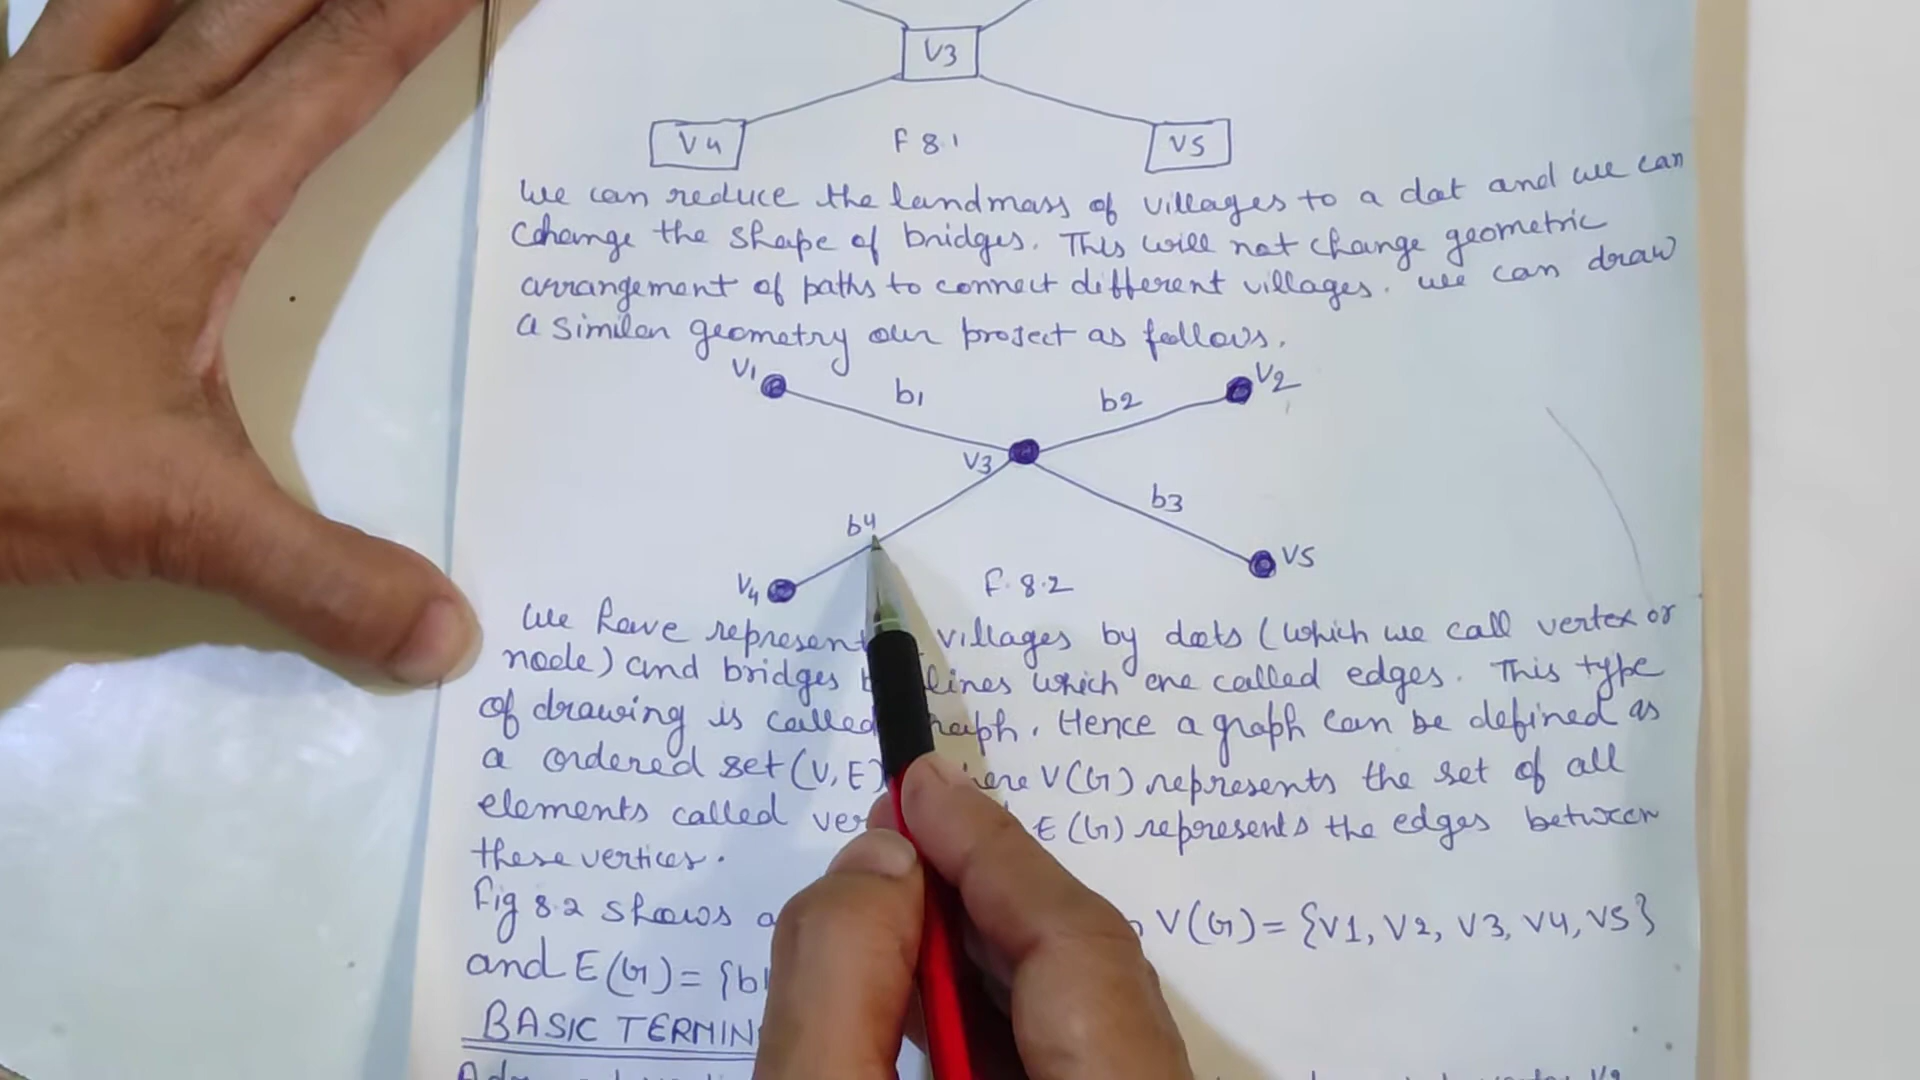 V3
V4 F 8.1 V5
We can reduce the landmass of villages to a dot and we can
change the shape of bridges. This will not change geometric
arrangement of paths to connect different villages. we can draw
a similar geometry our project as follows.
V1 b1 b2 V2
V3
b4 b3
V4 F. 8.2 V5
We have represent villages by dots (which we call vertex or
node) and bridges lines which are called edges. This type
of drawing is called raph. Hence a graph can be defined as
a ordered set (V, E) here V(G) represents the set of all
elements called ver E (G) represents the edges between
these vertices.
Fig 8.2 shows a V(G) = {V1, V2, V3, V4, V5}
and E(G) = {b1
BASIC TERMIN